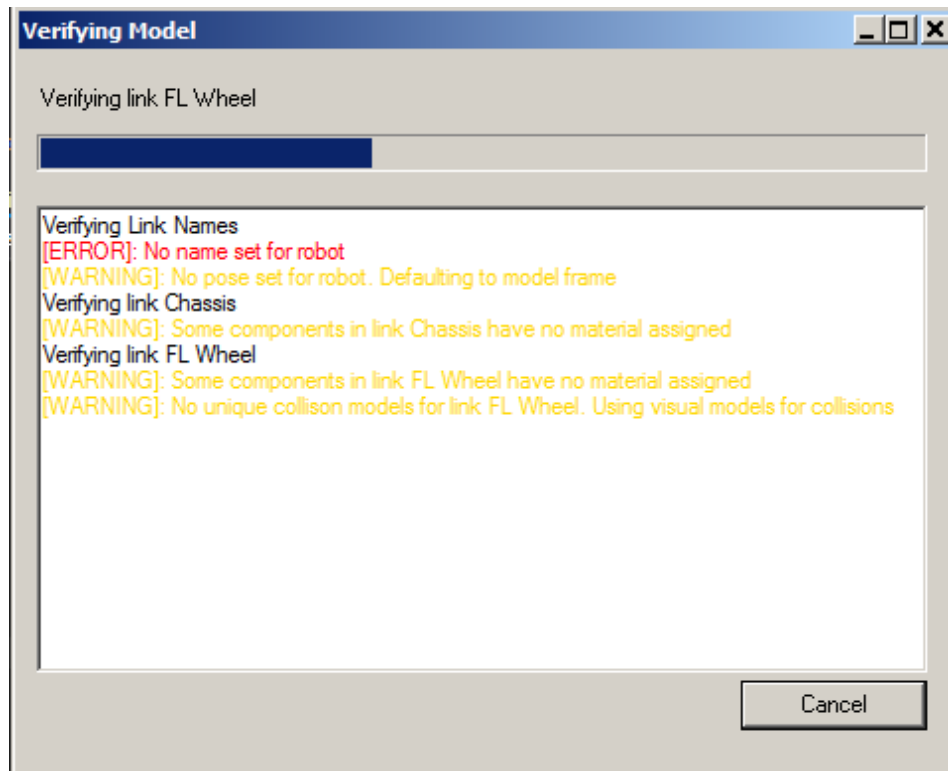 Verifying Model
Verifying link FL Wheel
Verifying Link Names
[ERROR]: No name set for robot
[WARNING]: No pose set for robot. Defaulting to model frame
Verifying link Chassis
[WARNING]: Some components in link Chassis have no material assigned
Verifying link FL Wheel
[WARNING]: Some components in link FL Wheel have no material assigned
[WARNING]: No unique collison models for link FL Wheel. Using visual models for collisions
Cancel